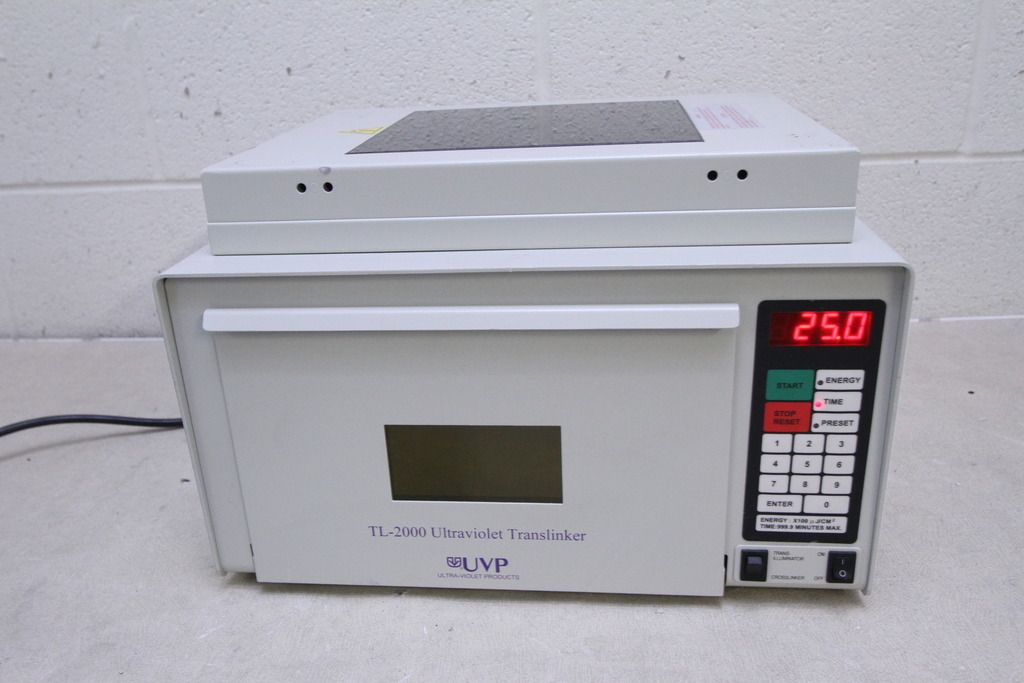 25.0
START
ENERGY
TIME
STOP
RESET
PRESET
1 2 3
4 5 6
7 8 9
ENTER 0
ENERGY : X100 µJ/CM²
TIME:999.9 MINUTES MAX.
TRANS-
ILLUMINATOR
ON
CROSSLINKER
OFF
TL-2000 Ultraviolet Translinker
UVP
ULTRA-VIOLET PRODUCTS